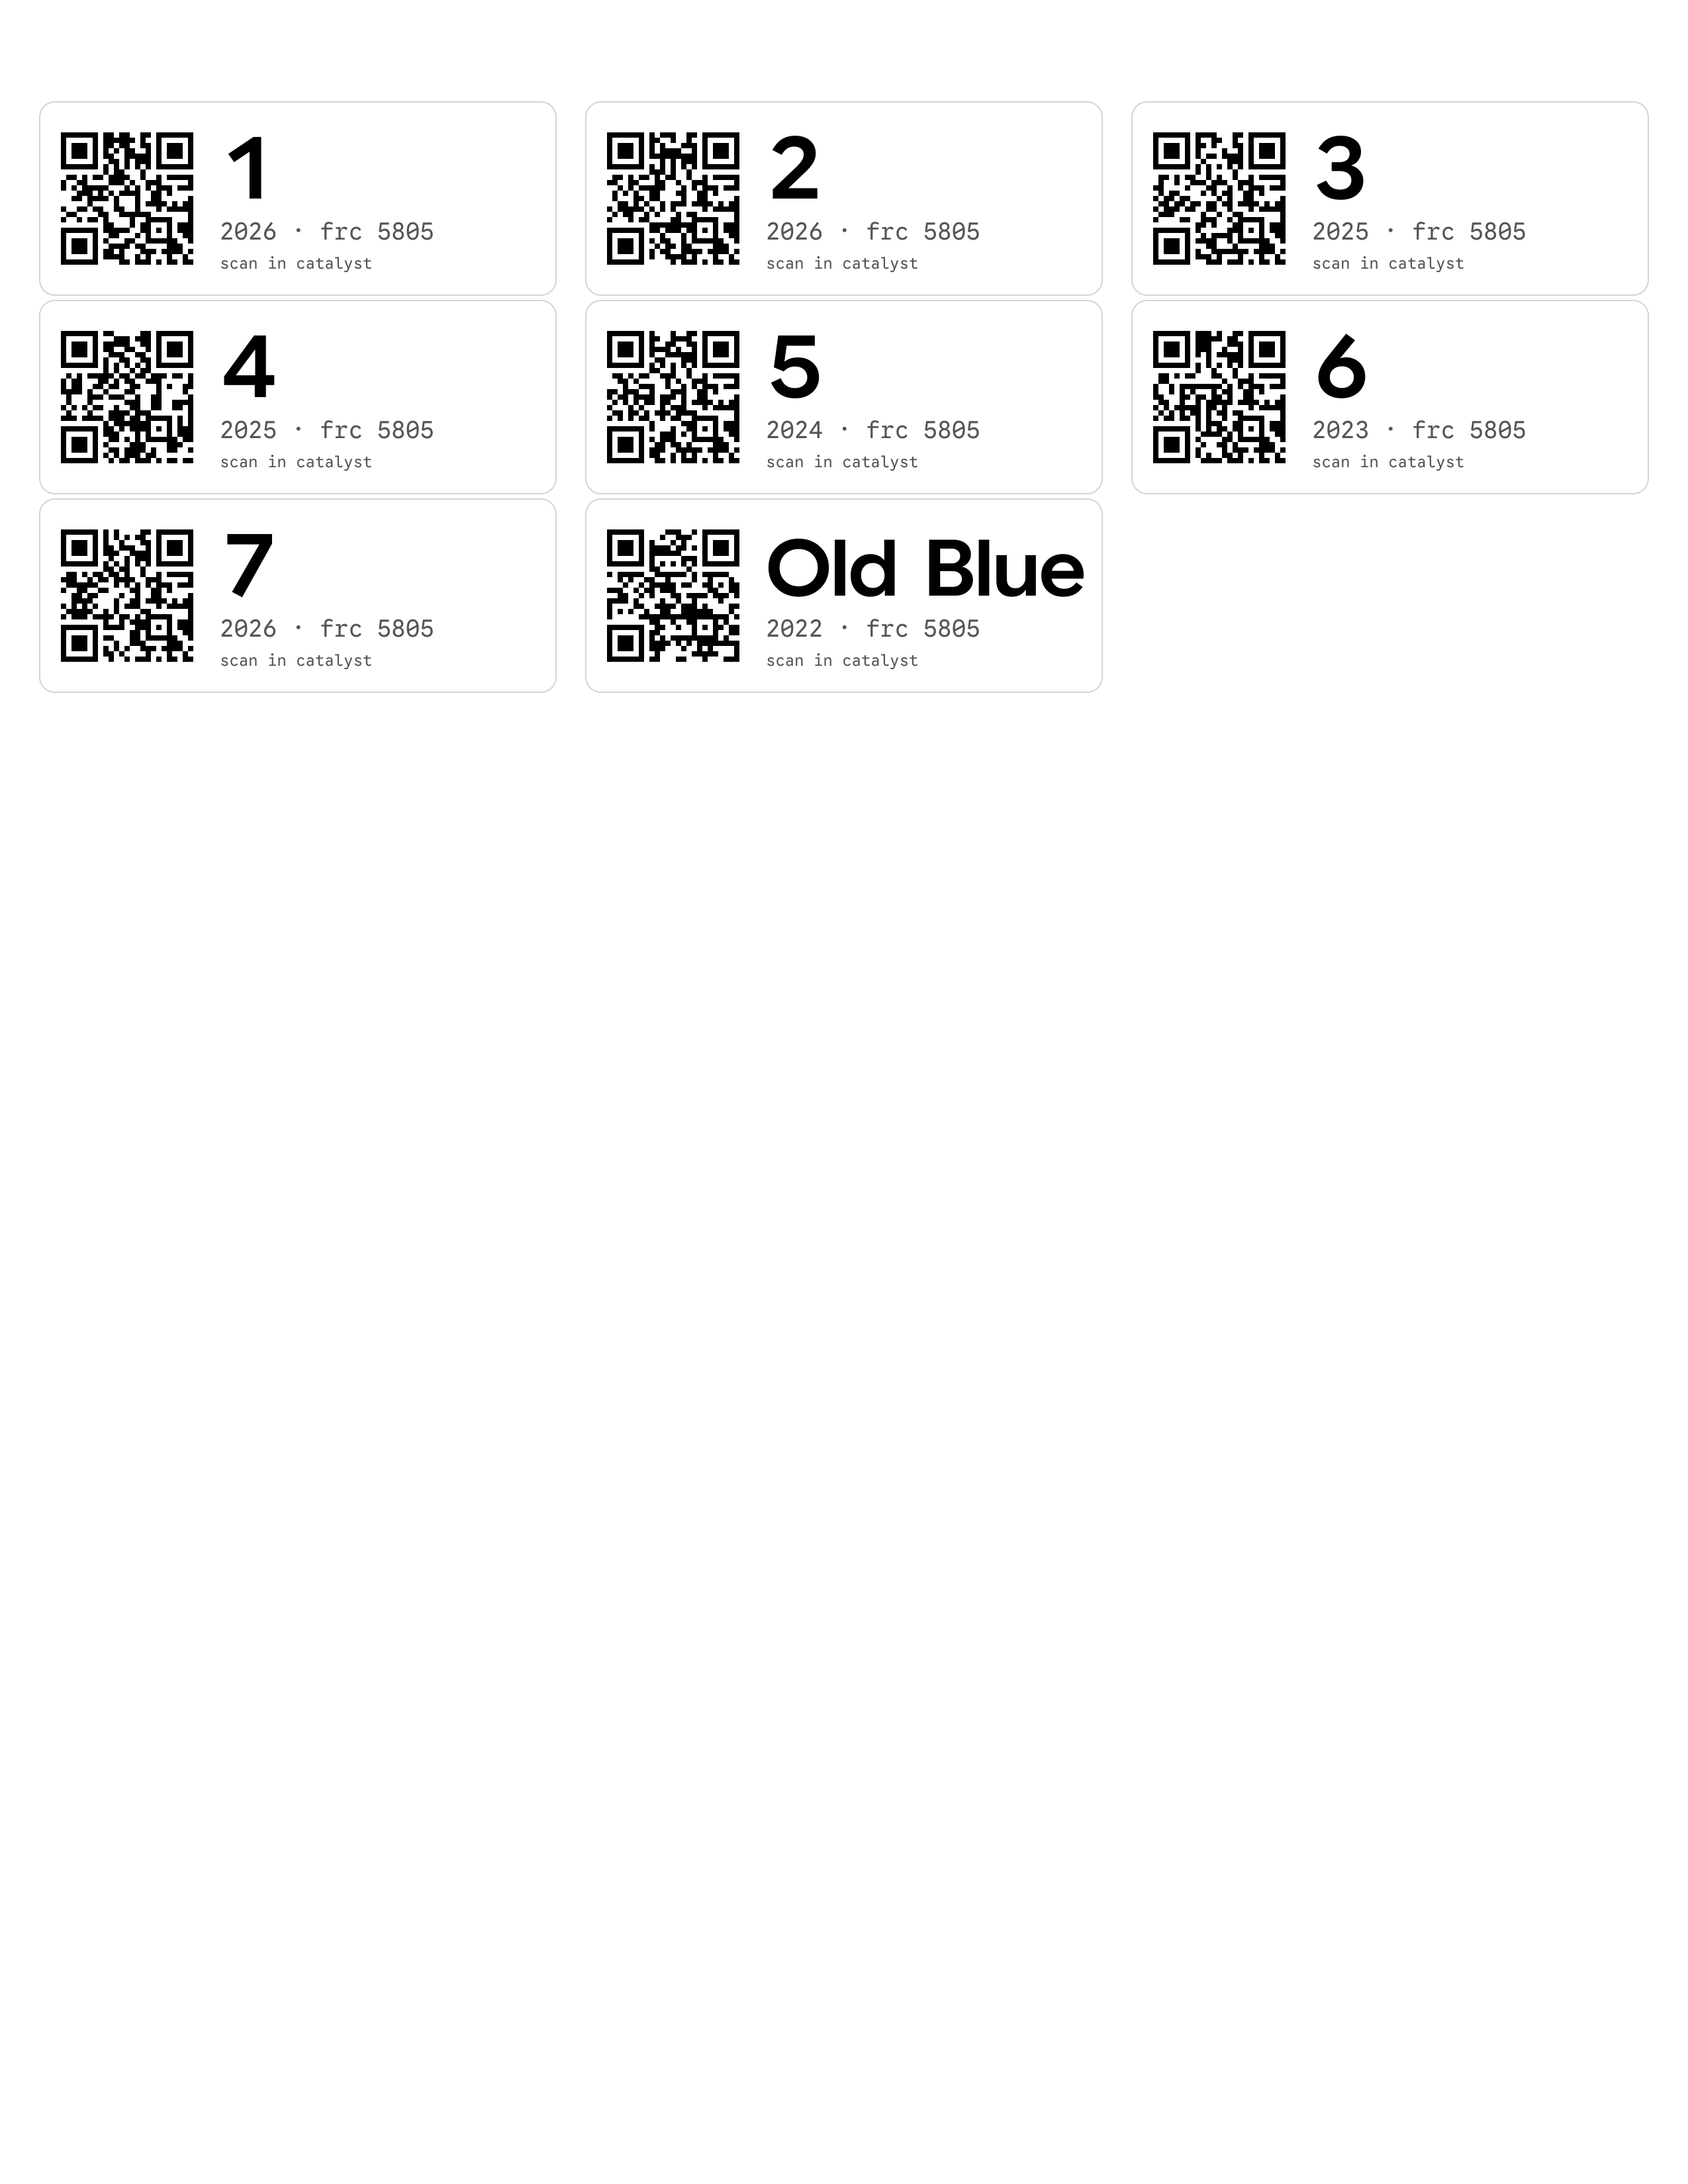 1
2026 · frc 5805
scan in catalyst
2
2026 · frc 5805
scan in catalyst
3
2025 · frc 5805
scan in catalyst
4
2025 · frc 5805
scan in catalyst
5
2024 · frc 5805
scan in catalyst
6
2023 · frc 5805
scan in catalyst
7
2026 · frc 5805
scan in catalyst
Old Blue
2022 · frc 5805
scan in catalyst